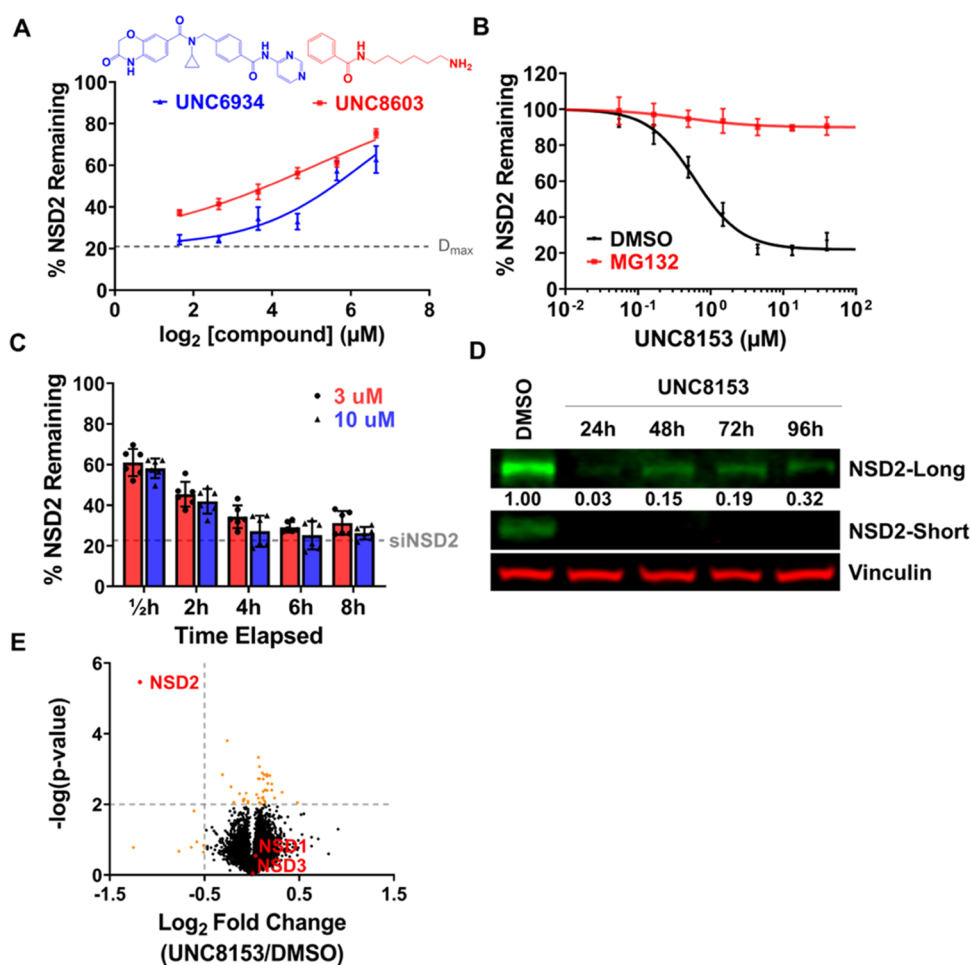 A
O
O
N
O
N
H
O
H
N
N
N
O
N
H
NH2
UNC6934
UNC8603
% NSD2 Remaining
100
80
60
40
20
0
Dmax
0 2 4 6 8
log2 [compound] (µM)
B
% NSD2 Remaining
120
100
80
60
40
20
0
DMSO
MG132
10-2 10-1 100 101 102
UNC8153 (µM)
C
% NSD2 Remaining
100
80
60
40
20
0
3 uM
10 uM
siNSD2
½h 2h 4h 6h 8h
Time Elapsed
D
DMSO
UNC8153
24h 48h 72h 96h
NSD2-Long
1.00 0.03 0.15 0.19 0.32
NSD2-Short
Vinculin
E
-log(p-value)
6
4
2
0
NSD2
NSD1
NSD3
-1.5 -0.5 0.5 1.5
Log2 Fold Change
(UNC8153/DMSO)